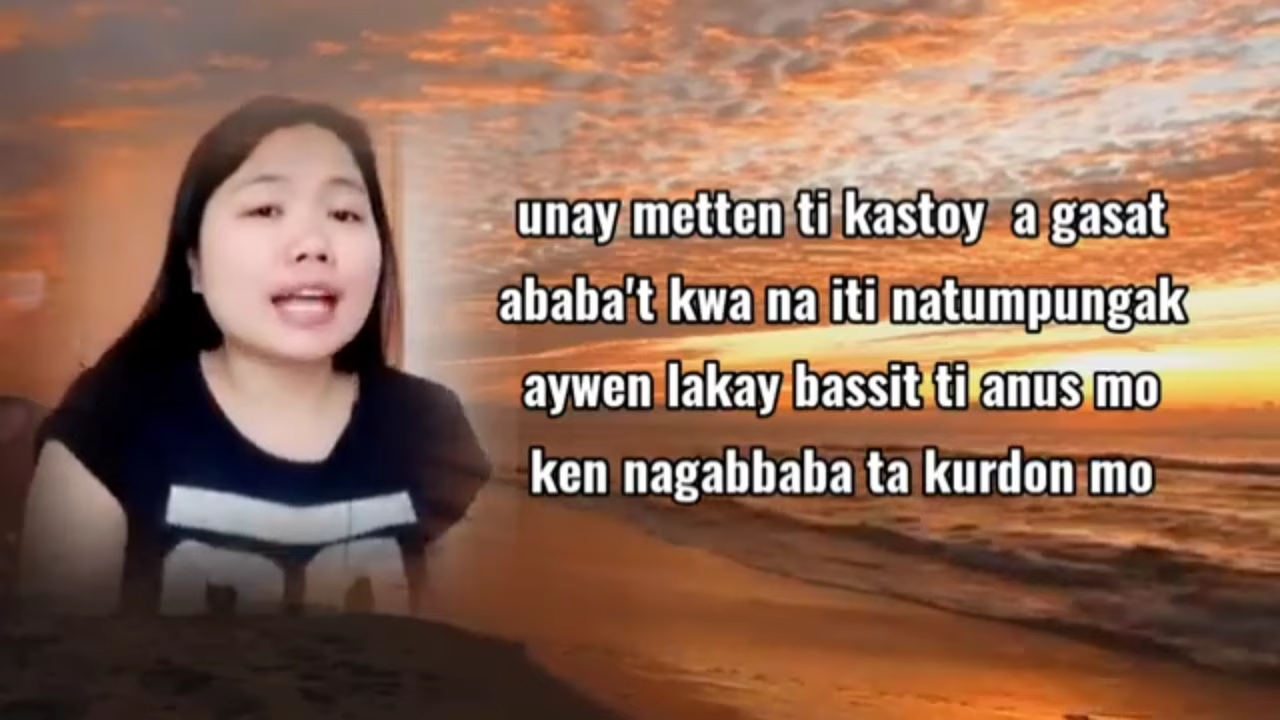 unay metten ti kastoy a gasat
ababa't kwa na iti natumpungak
aywen lakay bassit ti anus mo
ken nagabbaba ta kurdon mo